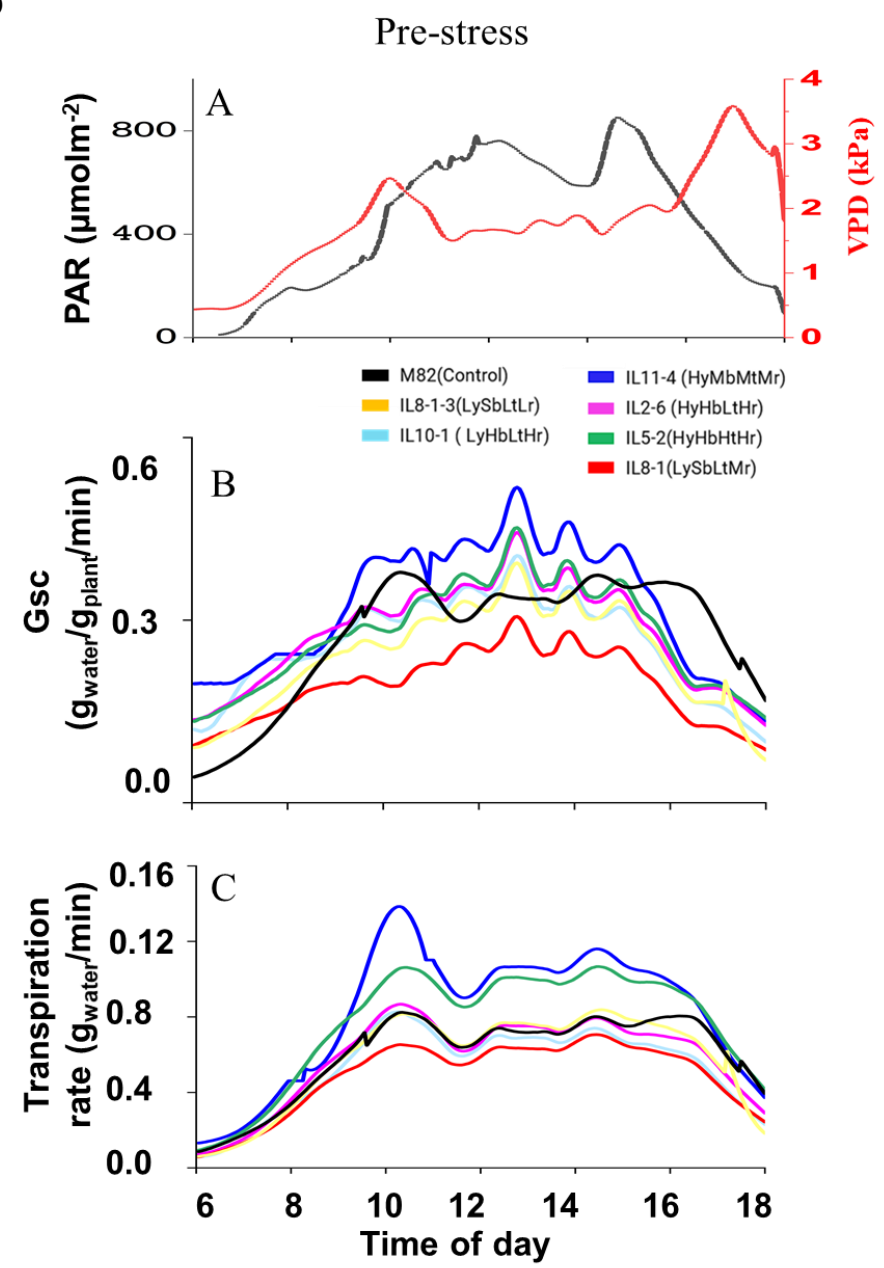 Pre-stress
A
PAR (µmolm-2)
800
400
0
4
3
2
1
0
VPD (kPa)
M82(Control)
IL8-1-3(LySbLtLr)
IL10-1 ( LyHbLtHr)
IL11-4 (HyMbMtMr)
IL2-6 (HyHbLtHr)
IL5-2(HyHbHtHr)
IL8-1(LySbLtMr)
B
Gsc
(gwater/gplant/min)
0.6
0.3
0.0
C
Transpiration
rate (gwater/min)
0.16
0.12
0.8
0.4
0.0
6 8 10 12 14 16 18
Time of day